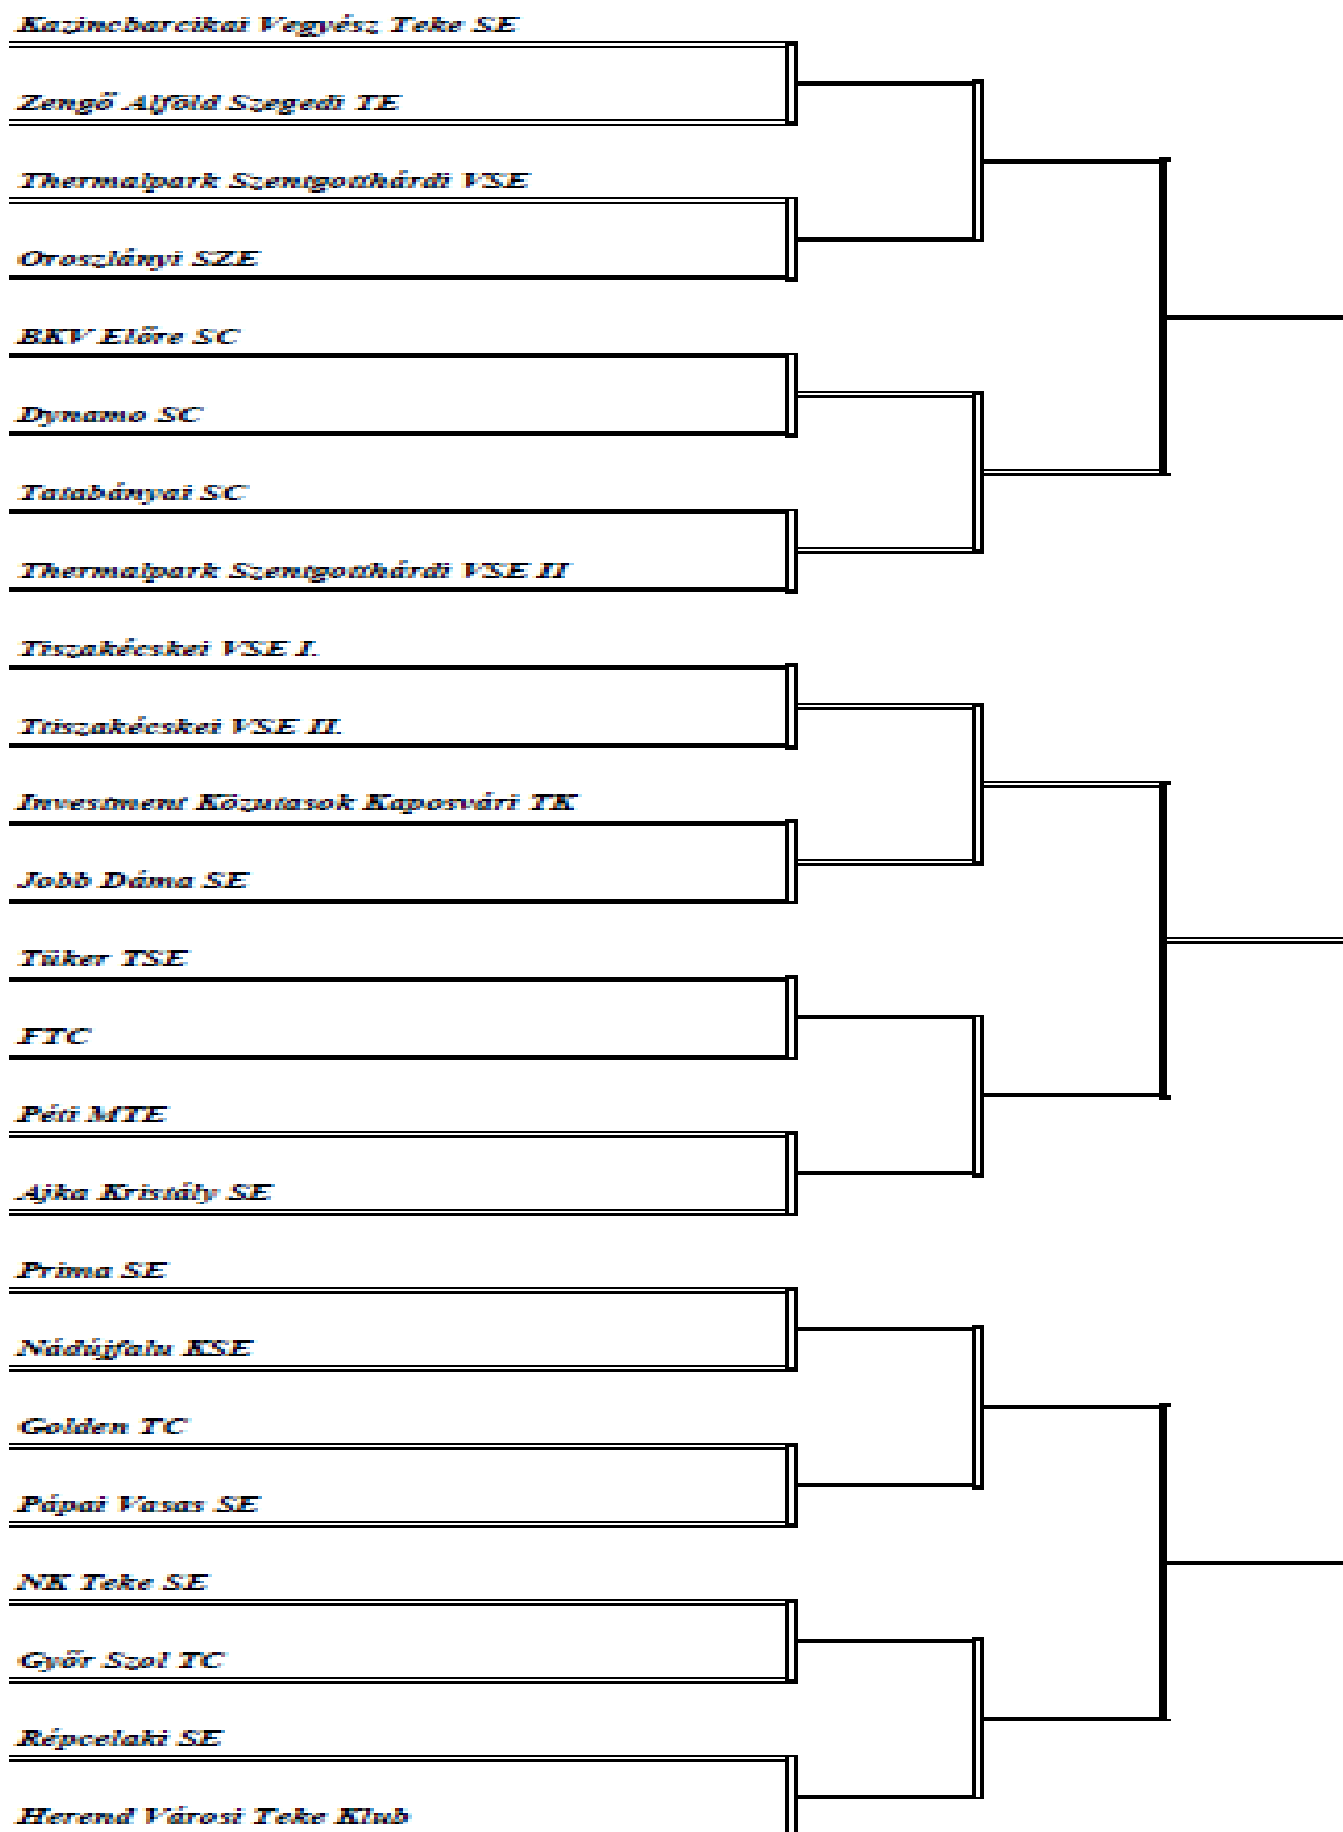 Kazincbarcikai Vegyész Teke SE
Zengő Alföld Szegedi TE
Thermalpark Szentgotthárdi VSE
Oroszlányi SZE
BKV Előre SC
Dynamo SC
Tatabányai SC
Thermalpark Szentgotthárdi VSE II
Tiszakécskei VSE I.
Ttiszakécskei VSE II.
Investment Közutasok Kaposvári TK
Jobb Dáma SE
Tüker TSE
FTC
Péti MTE
Ajka Kristály SE
Prima SE
Nádújfalu KSE
Golden TC
Pápai Vasas SE
NK Teke SE
Győr Szol TC
Répcelaki SE
Herend Városi Teke Klub